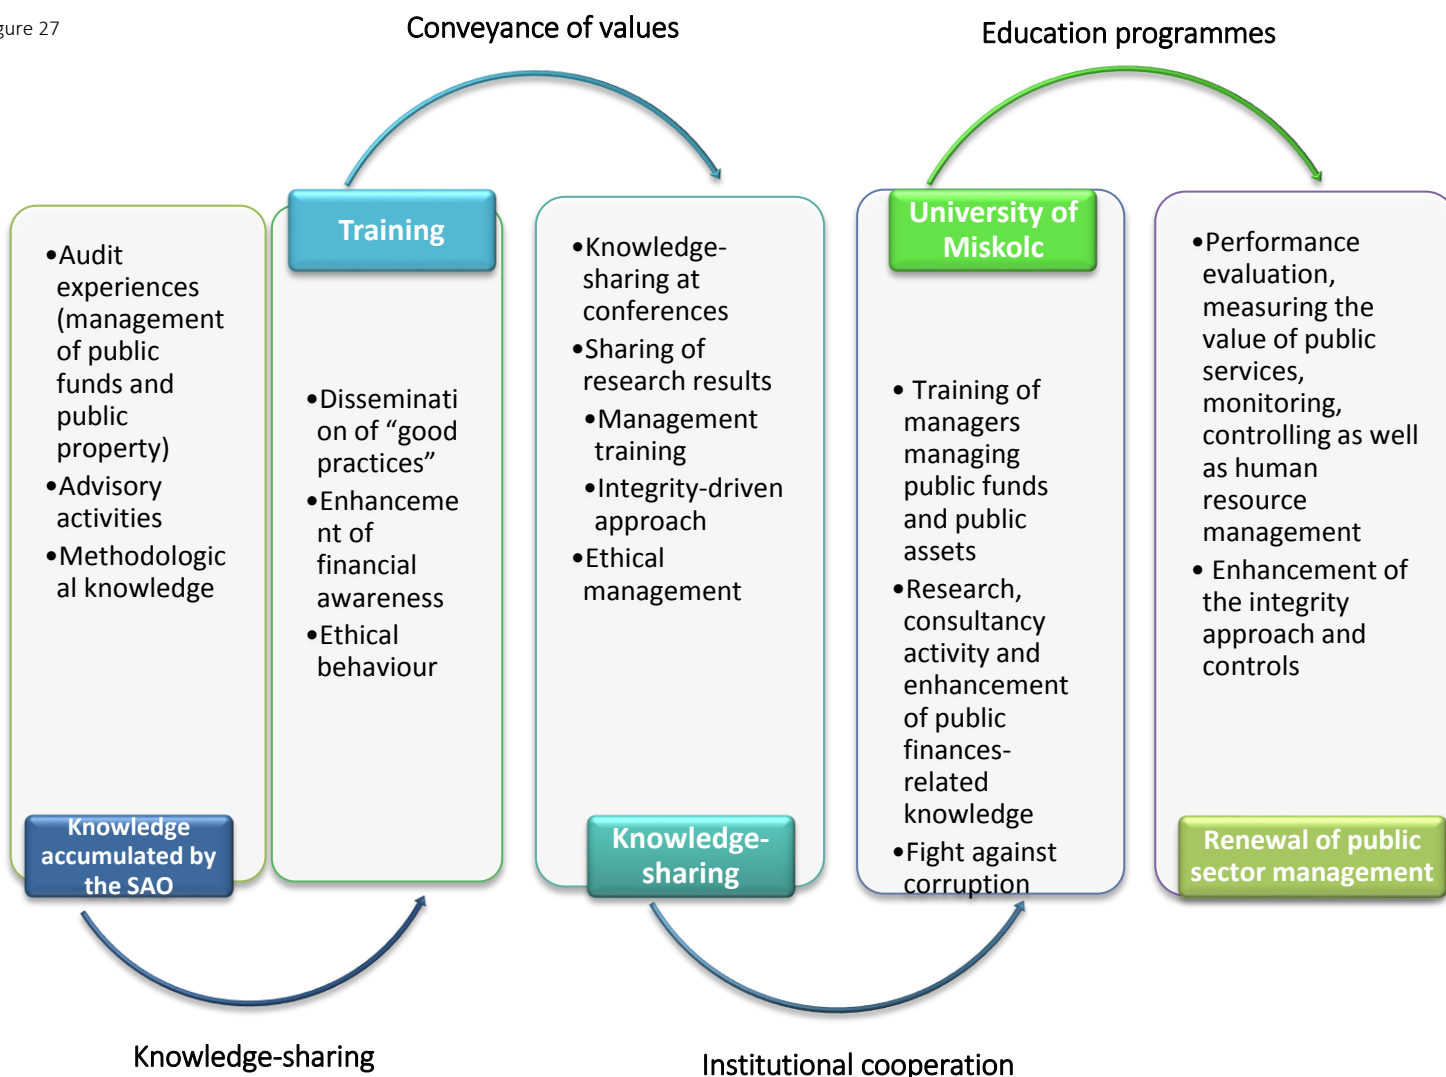 gure 27
Conveyance of values
Education programmes
•Audit
experiences
(management
of public
funds and
public
property)
•Advisory
activities
•Methodologic
al knowledge
Knowledge
accumulated by
the SAO
Training
•Disseminati
on of “good
practices”
•Enhanceme
nt of
financial
awareness
•Ethical
behaviour
•Knowledge-
sharing at
conferences
•Sharing of
research results
•Management
training
•Integrity-driven
approach
•Ethical
management
Knowledge-
sharing
University of
Miskolc
• Training of
managers
managing
public funds
and public
assets
•Research,
consultancy
activity and
enhancement
of public
finances-
related
knowledge
•Fight against
corruption
•Performance
evaluation,
measuring the
value of public
services,
monitoring,
controlling as well
as human
resource
management
• Enhancement of
the integrity
approach and
controls
Renewal of public
sector management
Knowledge-sharing
Institutional cooperation